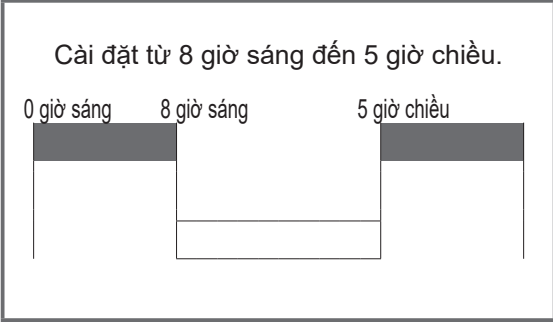 Cài đặt từ 8 giờ sáng đến 5 giờ chiều.
0 giờ sáng 8 giờ sáng 5 giờ chiều